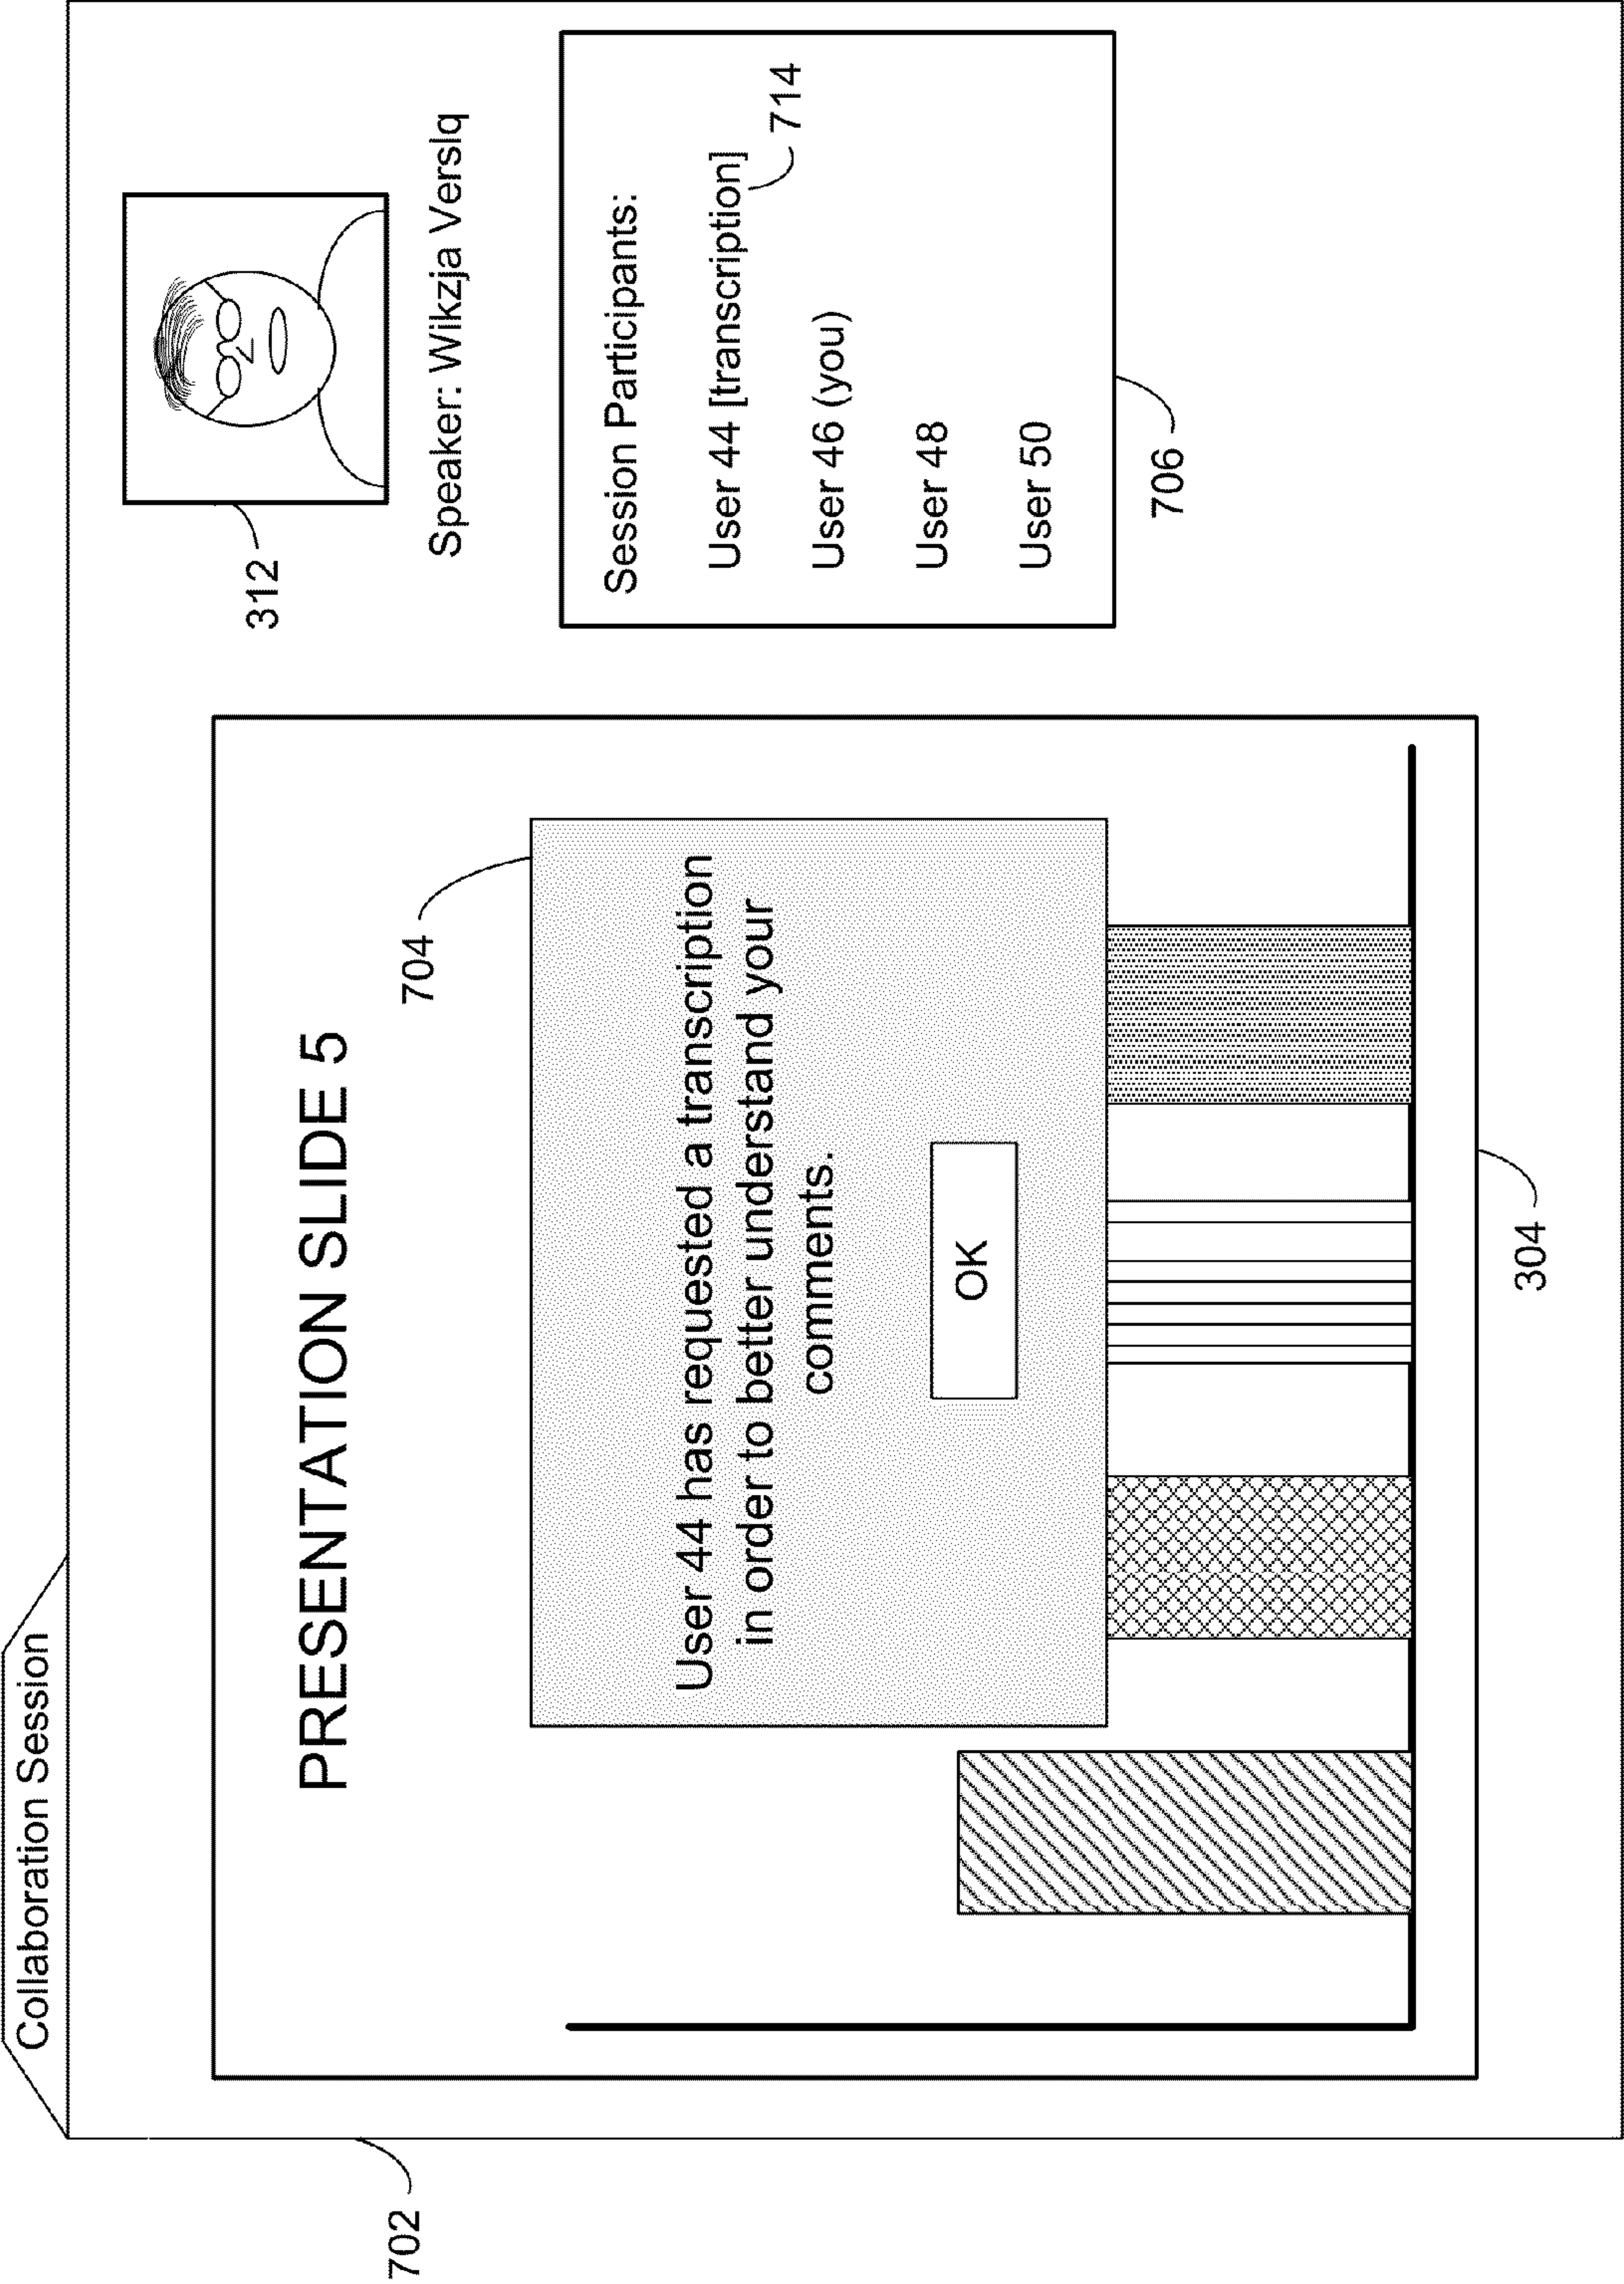 Collaboration Session
702
PRESENTATION SLIDE 5
704
User 44 has requested a transcription
in order to better understand your
comments.
OK
304
312
Speaker: Wikzja Verslq
Session Participants:
User 44 [transcription]
714
User 46 (you)
User 48
User 50
706